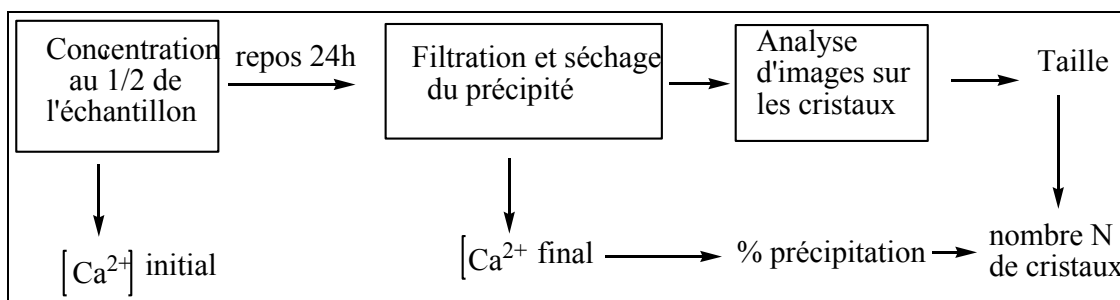 Concentration
au 1/2 de
l'échantillon
repos 24h
Filtration et séchage
du précipité
Analyse
d'images sur
les cristaux
Taille
[Ca2+] initial
[Ca2+ final
% précipitation
nombre N
de cristaux